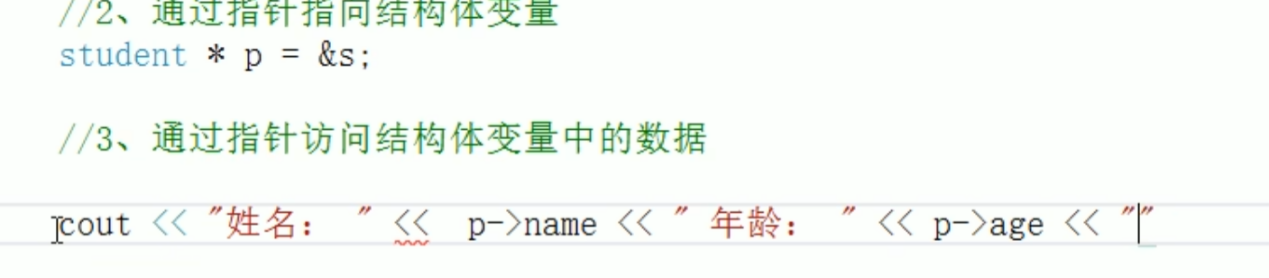 //2、通过指针指向结构体变量
student * p = &s;
//3、通过指针访问结构体变量中的数据
cout << "姓名： " <<  p->name << " 年龄： " << p->age << ""